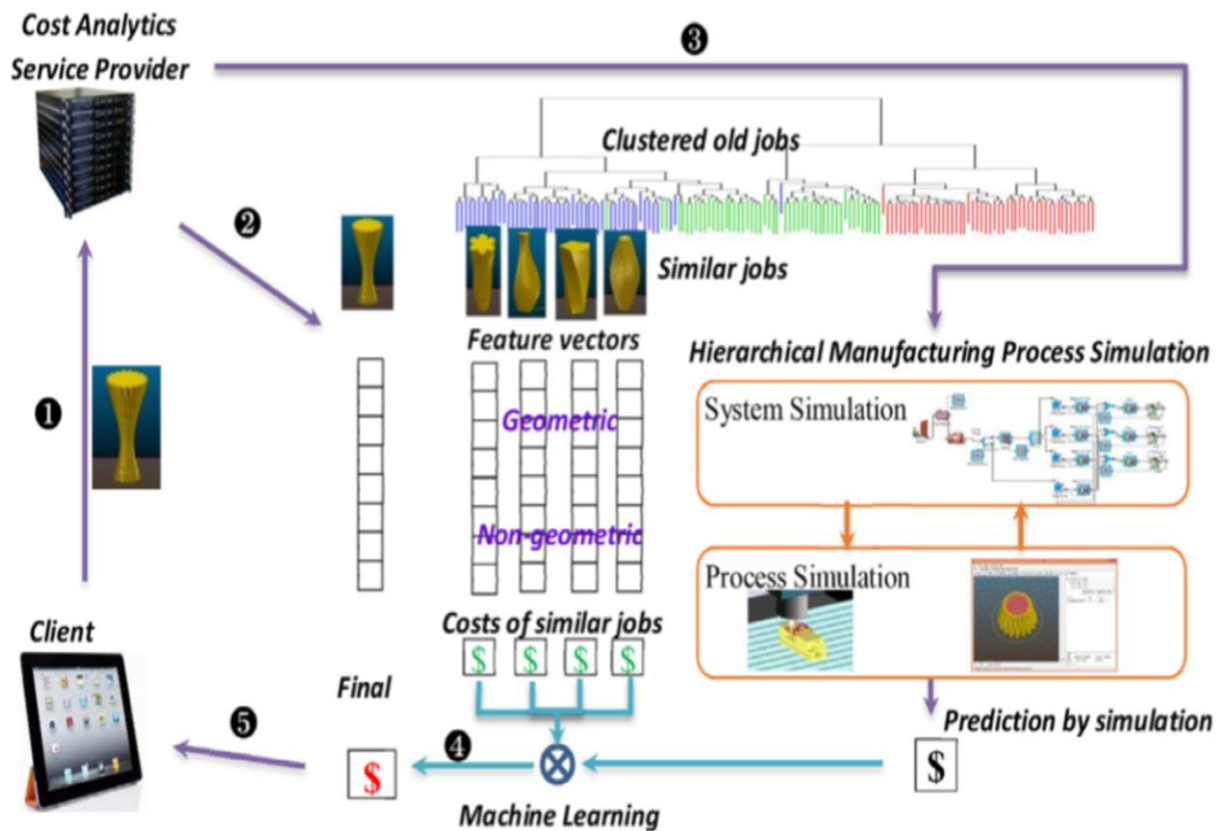 Cost Analytics
Service Provider
❸
Clustered old jobs
❷
Similar jobs
Feature vectors
Hierarchical Manufacturing Process Simulation
System Simulation
❶
Geometric
Non-geometric
Process Simulation
Client
Costs of similar jobs
$ $ $ $
Final
Prediction by simulation
❺
❹
$
$
Machine Learning